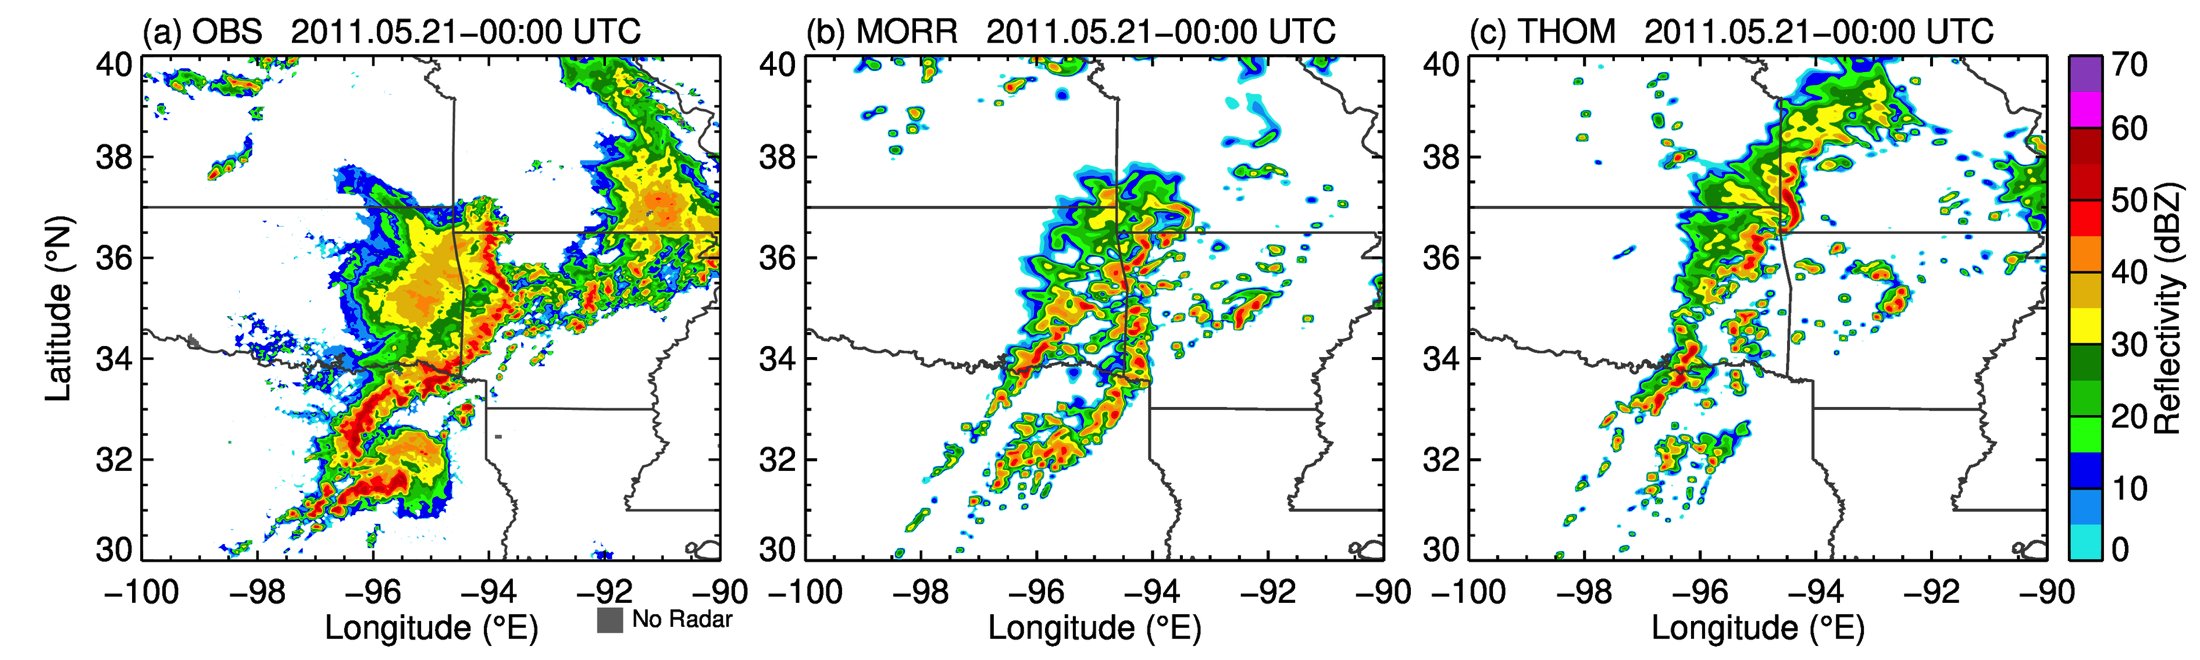 (a) OBS 2011.05.21−00:00 UTC
(b) MORR 2011.05.21−00:00 UTC
(c) THOM 2011.05.21−00:00 UTC
Latitude (°N)
40
38
36
34
32
30
−100 −98 −96 −94 −92 −90
Longitude (°E)
No Radar
40
38
36
34
32
30
−100 −98 −96 −94 −92 −90
Longitude (°E)
40
38
36
34
32
30
−100 −98 −96 −94 −92 −90
Longitude (°E)
70
60
50
40
30
20
10
0
Reflectivity (dBZ)